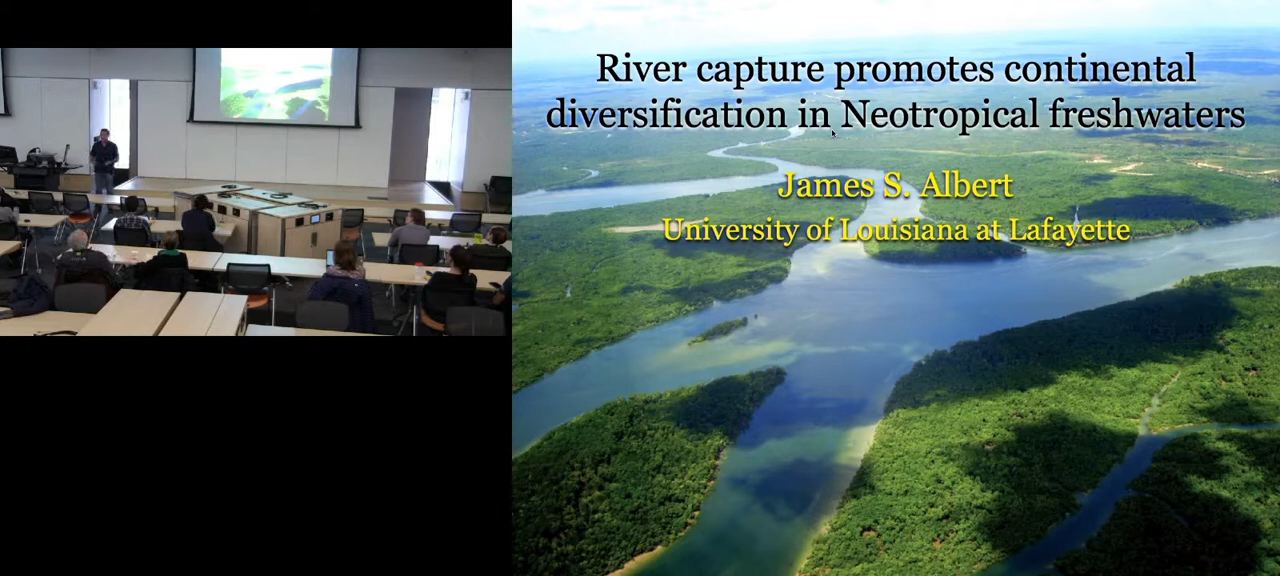 River capture promotes continental
diversification in Neotropical freshwaters
James S. Albert
University of Louisiana at Lafayette